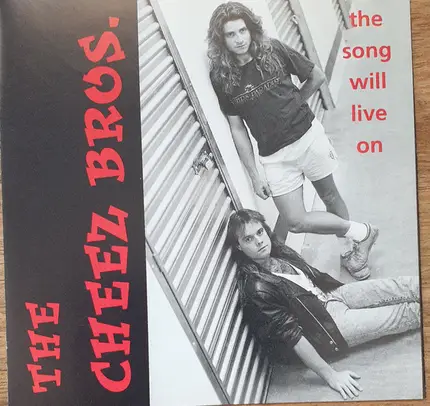 THE
CHEEZ BROS.
the
song
will
live
on